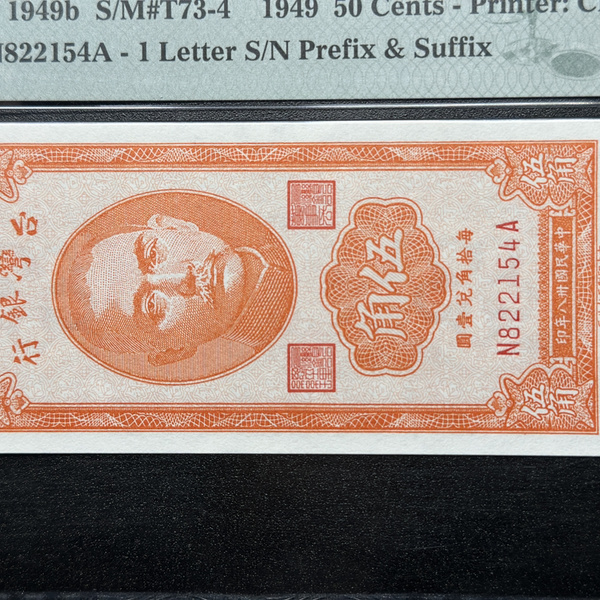 1949b S/M#T73-4 1949 50 Cents - Printer: C
N822154A - 1 Letter S/N Prefix & Suffix
台灣銀行
伍角
每拾角兌壹圓
N822154A
中華民國卅八年印
伍角
伍角